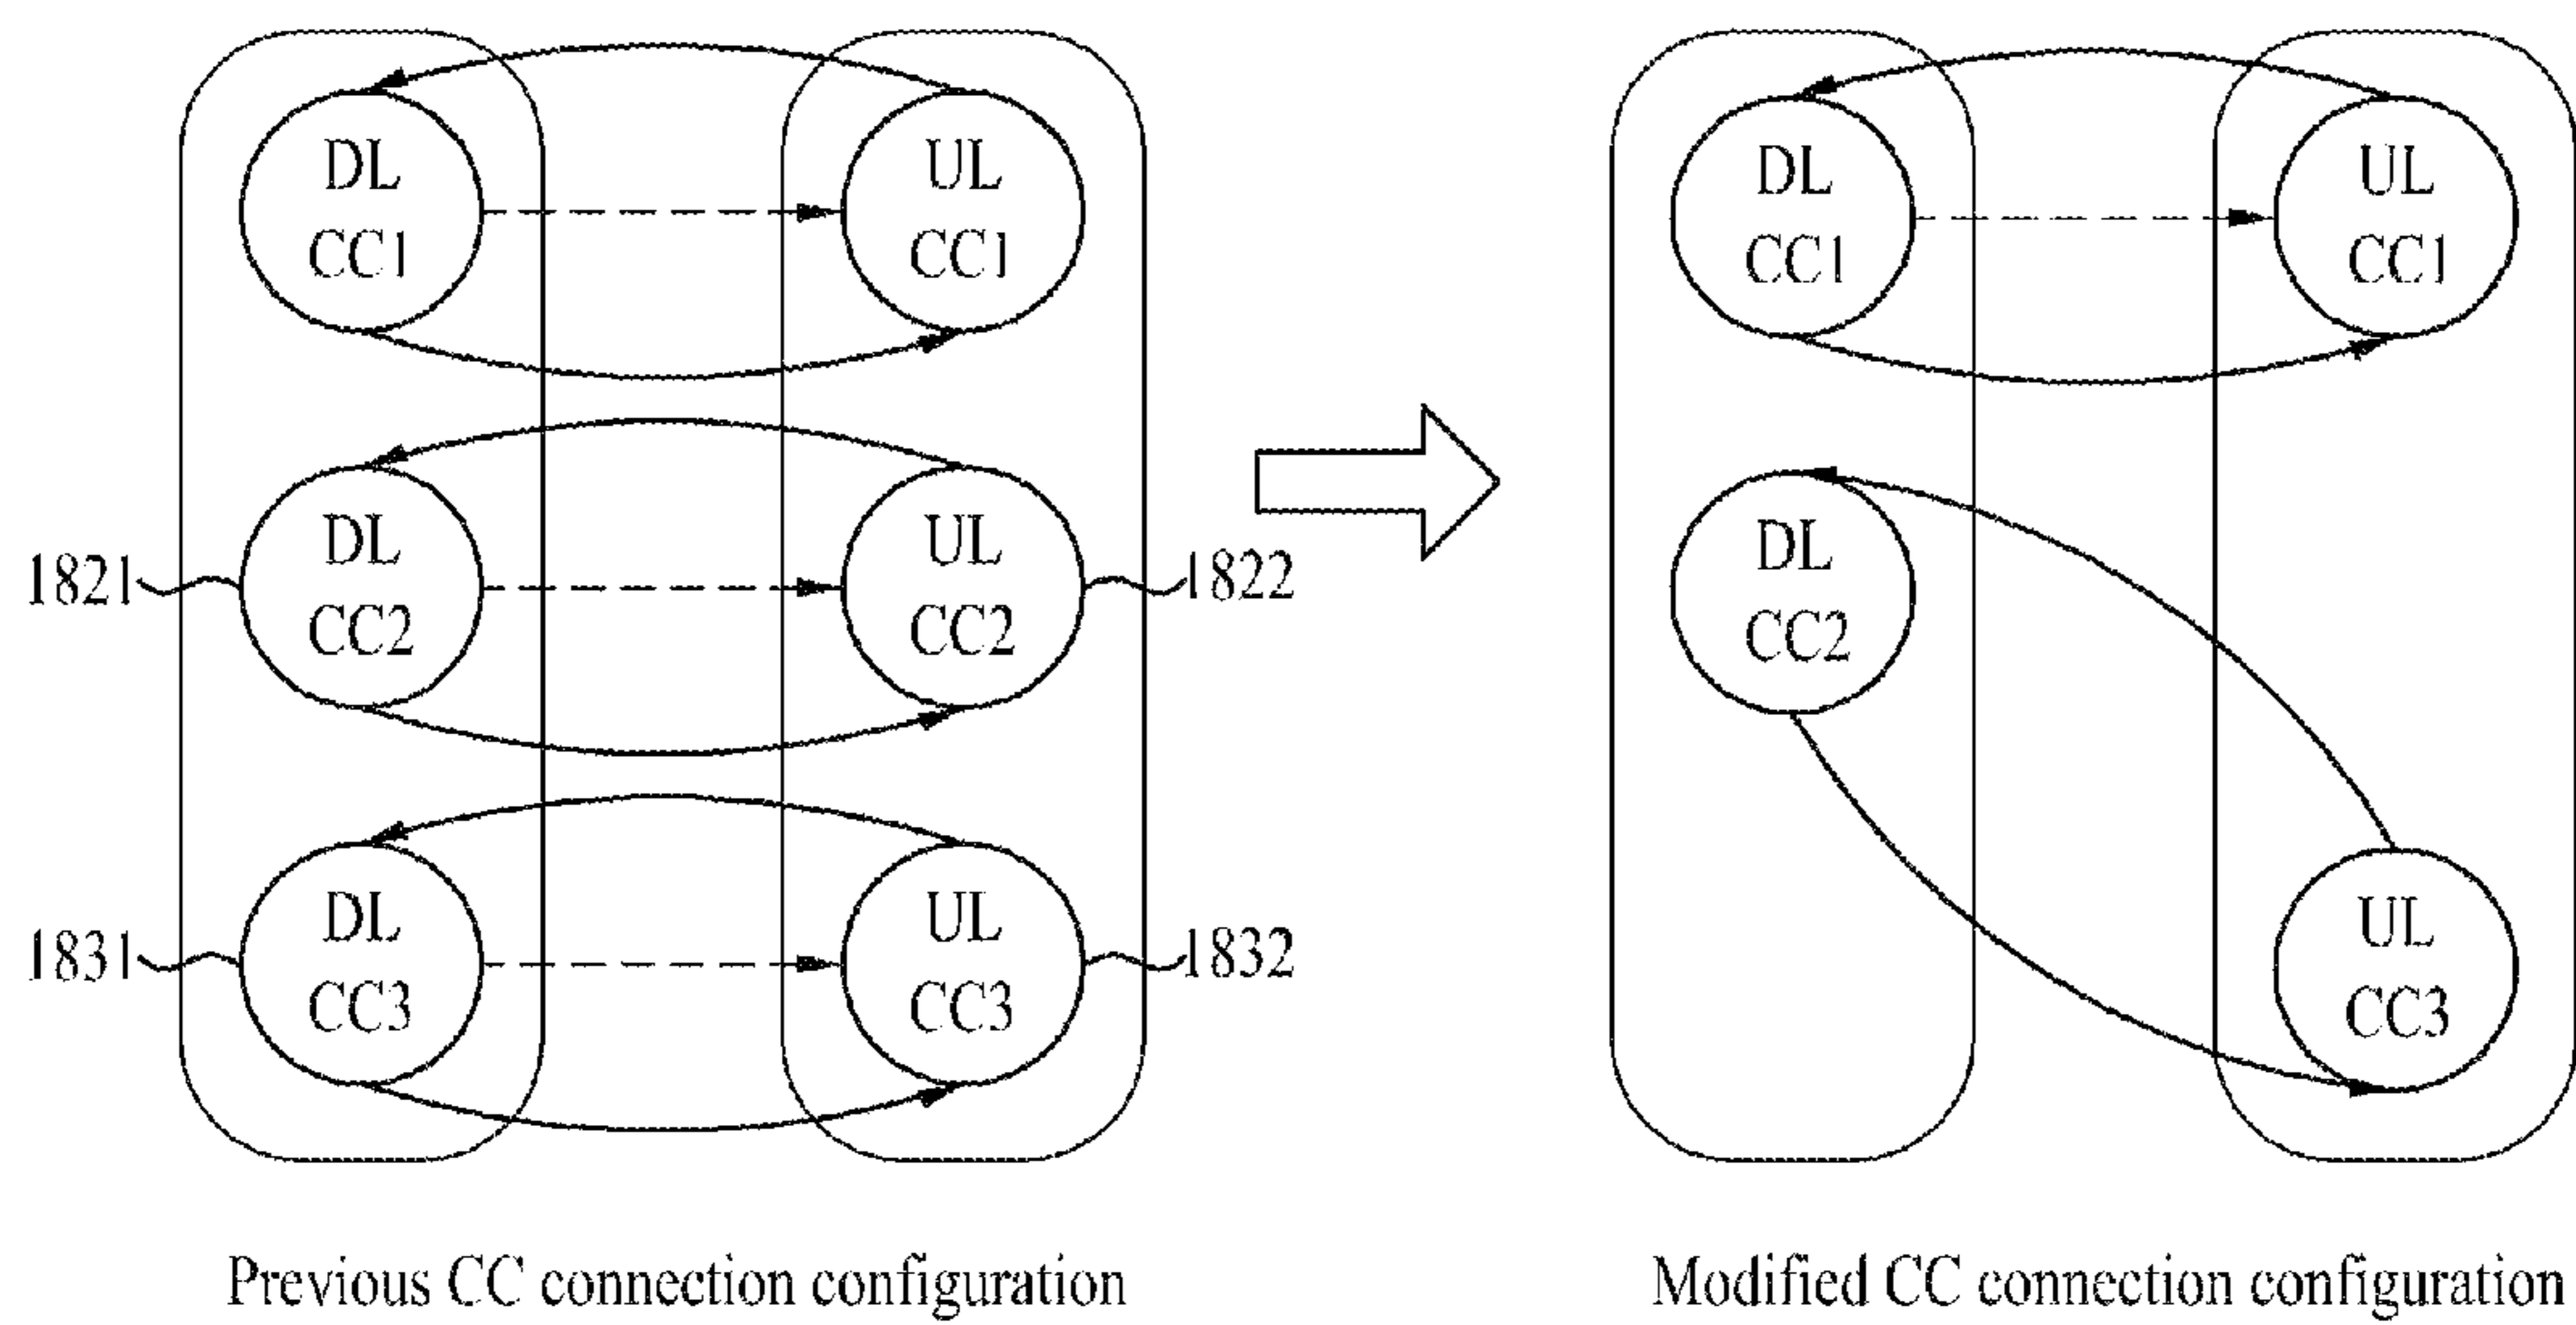 DL
CC1
UL
CC1
DL
CC2
UL
CC2
1821
1822
DL
CC3
UL
CC3
1831
1832
Previous CC connection configuration
DL
CC1
UL
CC1
DL
CC2
UL
CC3
Modified CC connection configuration